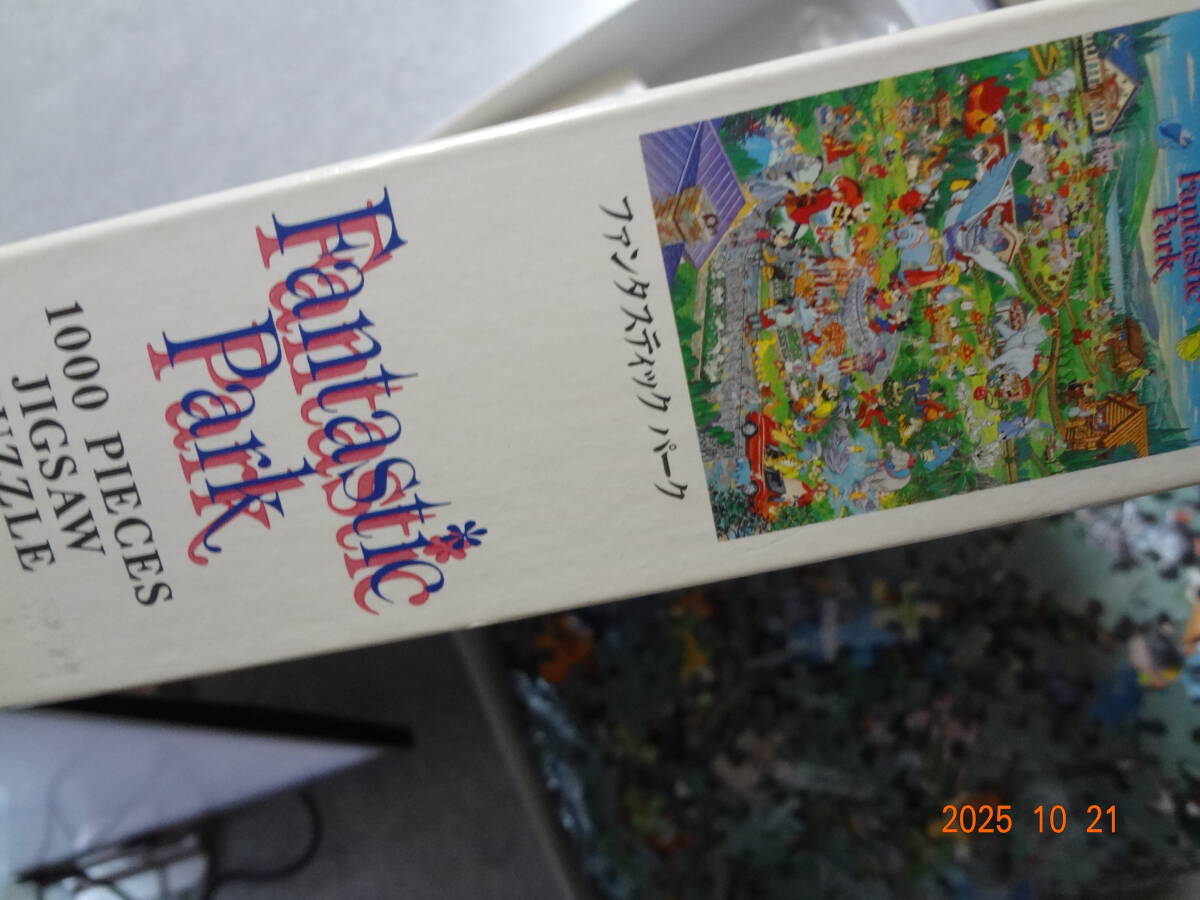 Fantastic
Park
ファンタスティック パーク
Fantastic
Park
1000 PIECES
JIGSAW
PUZZLE
2025 10 21